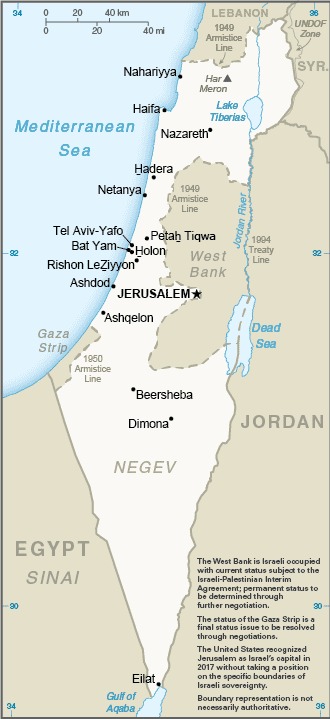 34
36
0 20 40 km
0 20 40 mi
LEBANON
1949
Armistice
Line
UNDOF
Zone
SYR.
Nahariyya
Har
Meron
Haifa
Lake
Tiberias
Mediterranean
Sea
Nazareth
Hadera
Netanya
1949
Armistice
Line
Jordan River
Tel Aviv-Yafo
Bat Yam
Petah Tiqwa
Holon
1994
Treaty
Line
32
32
West
Bank
Rishon LeZiyyon
Ashdod
JERUSALEM
Ashqelon
Gaza
Strip
Dead
Sea
1950
Armistice
Line
Beersheba
Dimona
JORDAN
NEGEV
EGYPT
SINAI
The West Bank is Israeli occupied
with current status subject to the
Israeli-Palestinian Interim
Agreement; permanent status to
be determined through
further negotiation.
30
30
The status of the Gaza Strip is a
final status issue to be resolved
through negotiations.
The United States recognized
Jerusalem as Israel's capital in
2017 without taking a position
on the specific boundaries of
Israeli sovereignty.
Boundary representation is not
necessarily authoritative.
Eilat
Gulf of
Aqaba
34
36